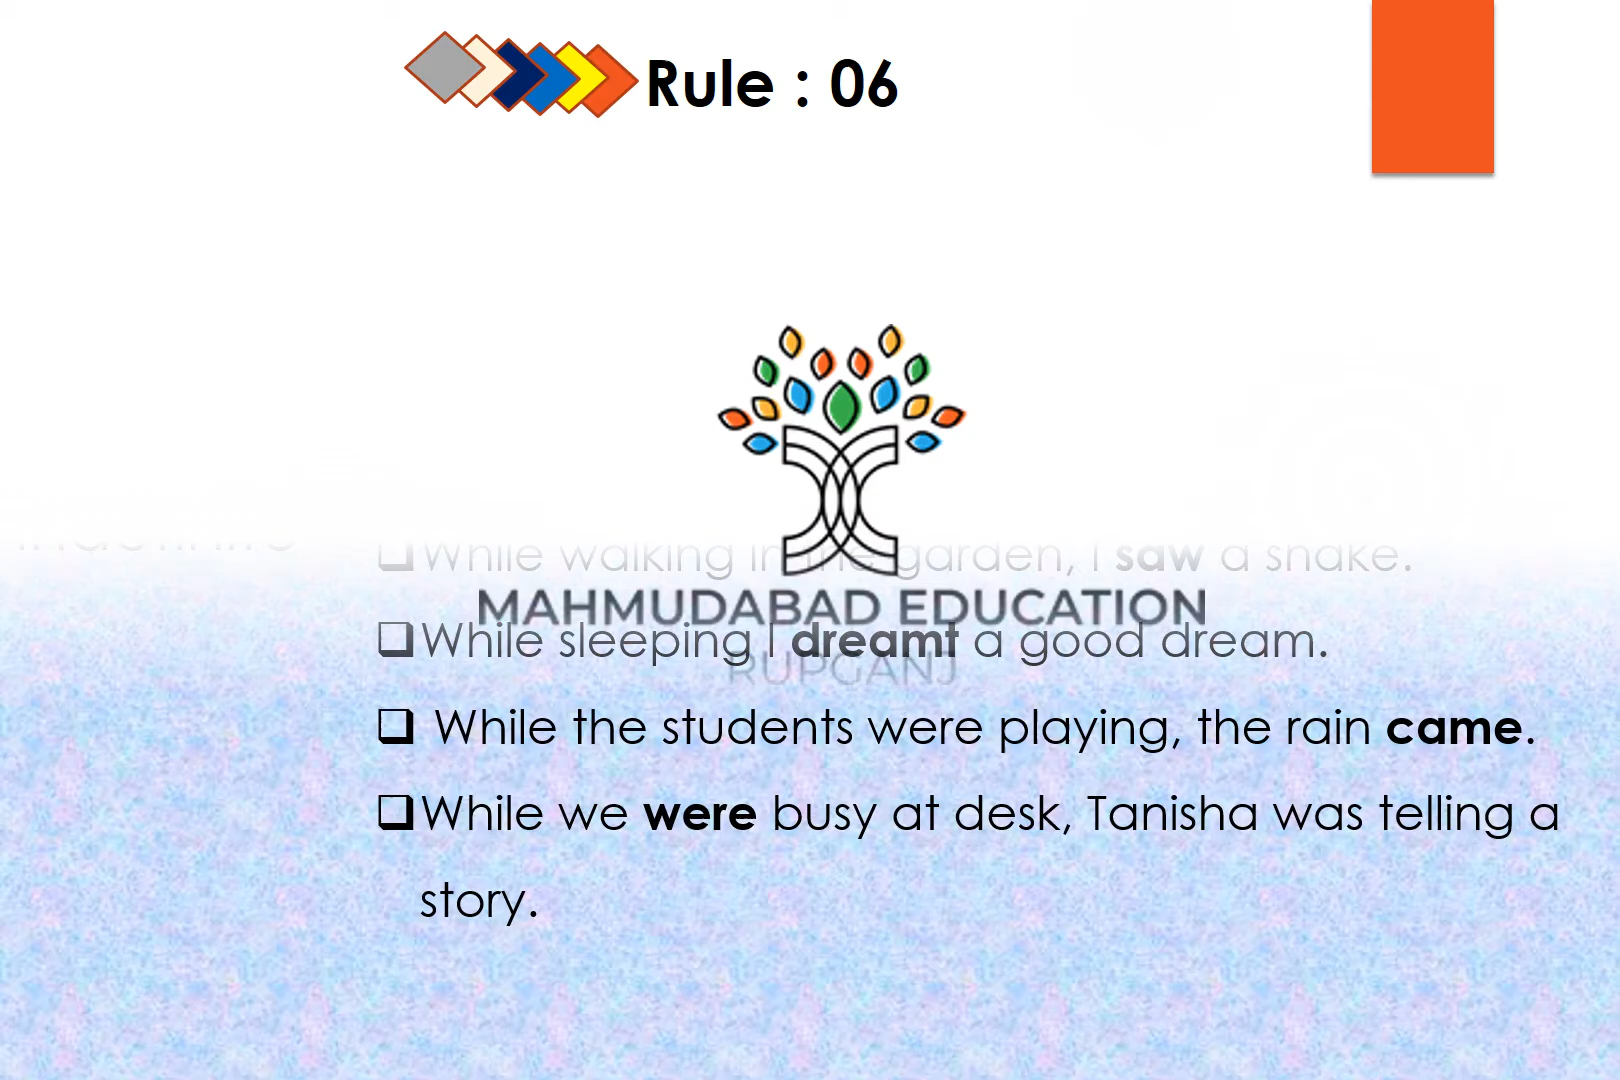 Rule : 06
While walking in the garden, I saw a snake.
MAHMUDABAD EDUCATION
While sleeping I dreamt a good dream.
RUPGANJ
While the students were playing, the rain came.
While we were busy at desk, Tanisha was telling a
story.